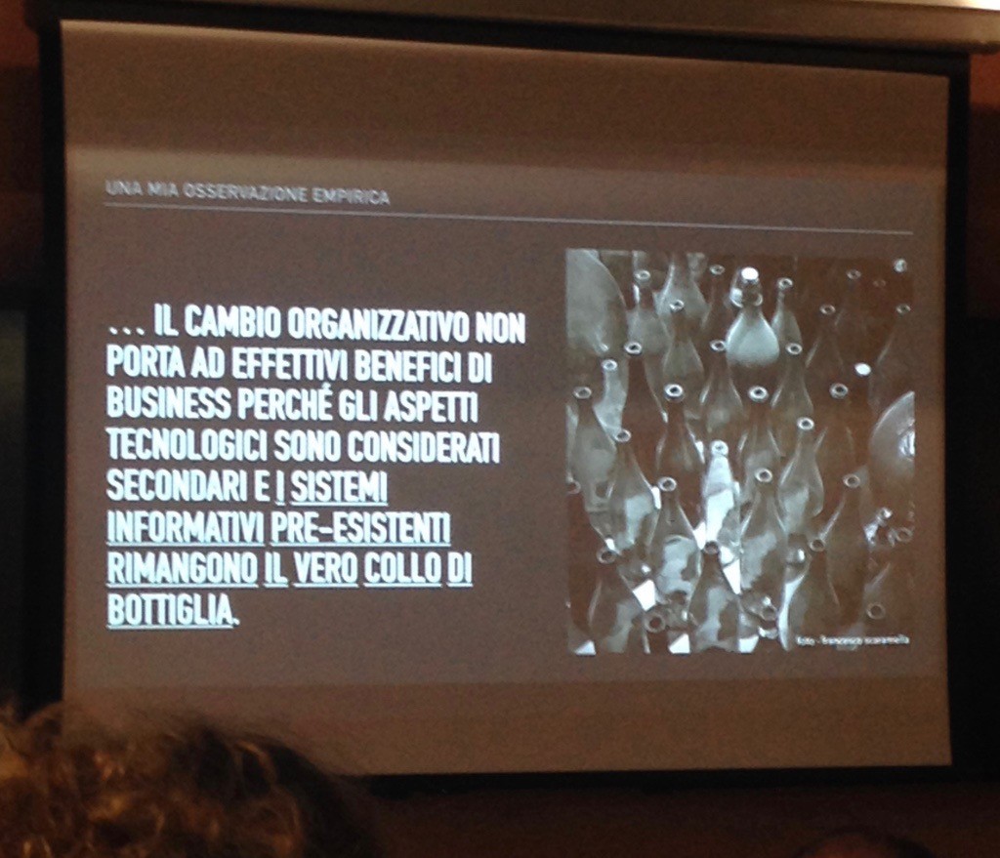 UNA MIA OSSERVAZIONE EMPIRICA
... IL CAMBIO ORGANIZZATIVO NON
PORTA AD EFFETTIVI BENEFICI DI
BUSINESS PERCHÉ GLI ASPETTI
TECNOLOGICI SONO CONSIDERATI
SECONDARI E I SISTEMI
INFORMATIVI PRE-ESISTENTI
RIMANGONO IL VERO COLLO DI
BOTTIGLIA.
foto - francesco scaramella